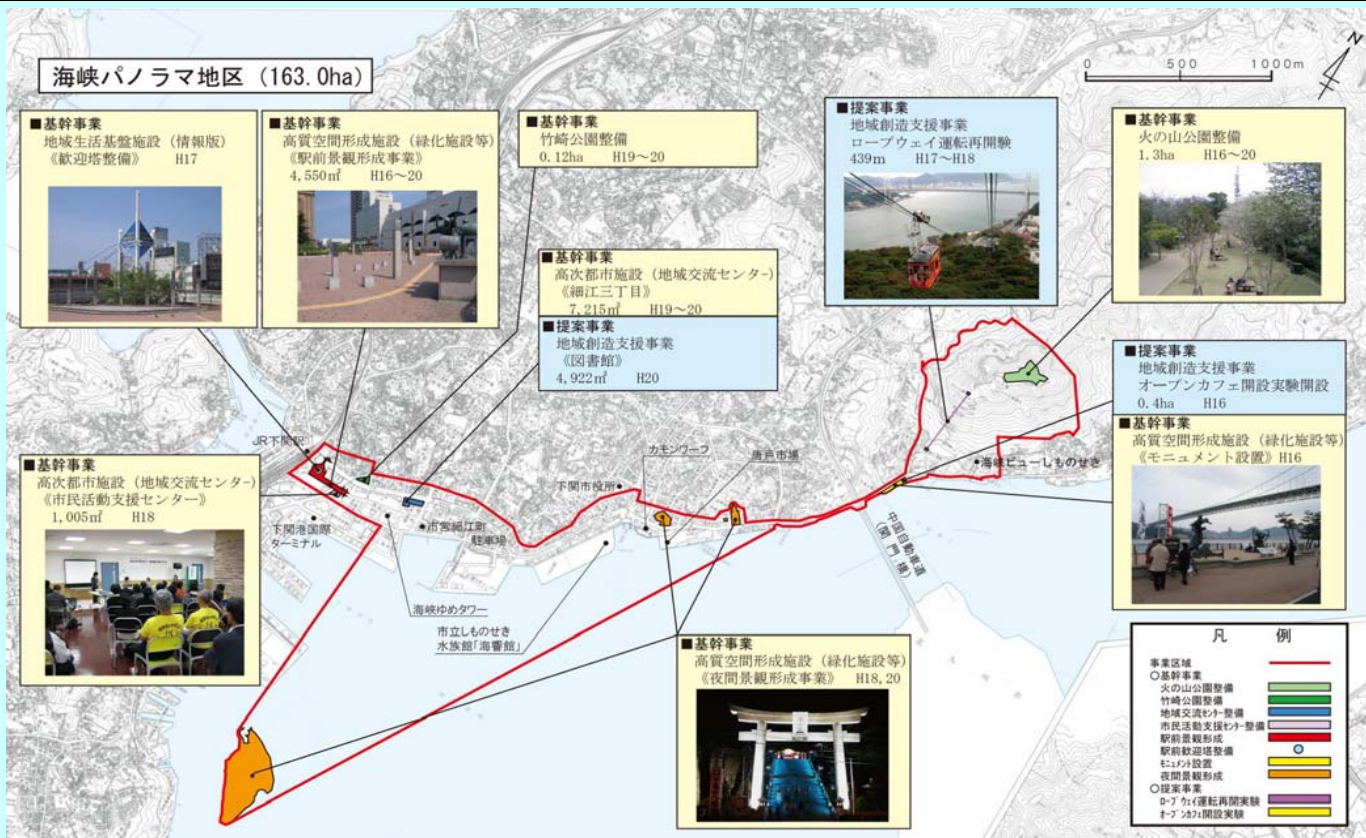 海峡パノラマ地区 (163.0ha)
N
0 500 1000m
■基幹事業
地域生活基盤施設（情報版）
《歓迎塔整備》 H17
■基幹事業
高質空間形成施設（緑化施設等）
《駅前景観形成事業》
4,550㎡ H16～20
■基幹事業
竹崎公園整備
0.12ha H19～20
■提案事業
地域創造支援事業
ロープウェイ運転再開験
439m H17～H18
■基幹事業
火の山公園整備
1.3ha H16～20
■基幹事業
高次都市施設（地域交流センター）
《細江三丁目》
7,215㎡ H19～20
■提案事業
地域創造支援事業
《図書館》
4,922㎡ H20
■提案事業
地域創造支援事業
オープンカフェ開設実験開設
0.4ha H16
■基幹事業
高質空間形成施設（緑化施設等）
《モニュメント設置》H16
■基幹事業
高次都市施設（地域交流センター）
《市民活動支援センター》
1,005㎡ H18
JR下関駅
下関港国際
ターミナル
市営細江町
駐車場
海峡ゆめタワー
市立しものせき
水族館「海響館」
下関市役所
カモンワーフ
唐戸市場
海峡ビューしものせき
中国自動車道
（関門橋）
■基幹事業
高質空間形成施設（緑化施設等）
《夜間景観形成事業》 H18,20
凡 例
事業区域
○基幹事業
火の山公園整備
竹崎公園整備
地域交流センター整備
市民活動支援センター整備
駅前景観形成
駅前歓迎塔整備
モニュメント設置
夜間景観形成
○提案事業
ロープウェイ運転再開実験
オープンカフェ開設実験